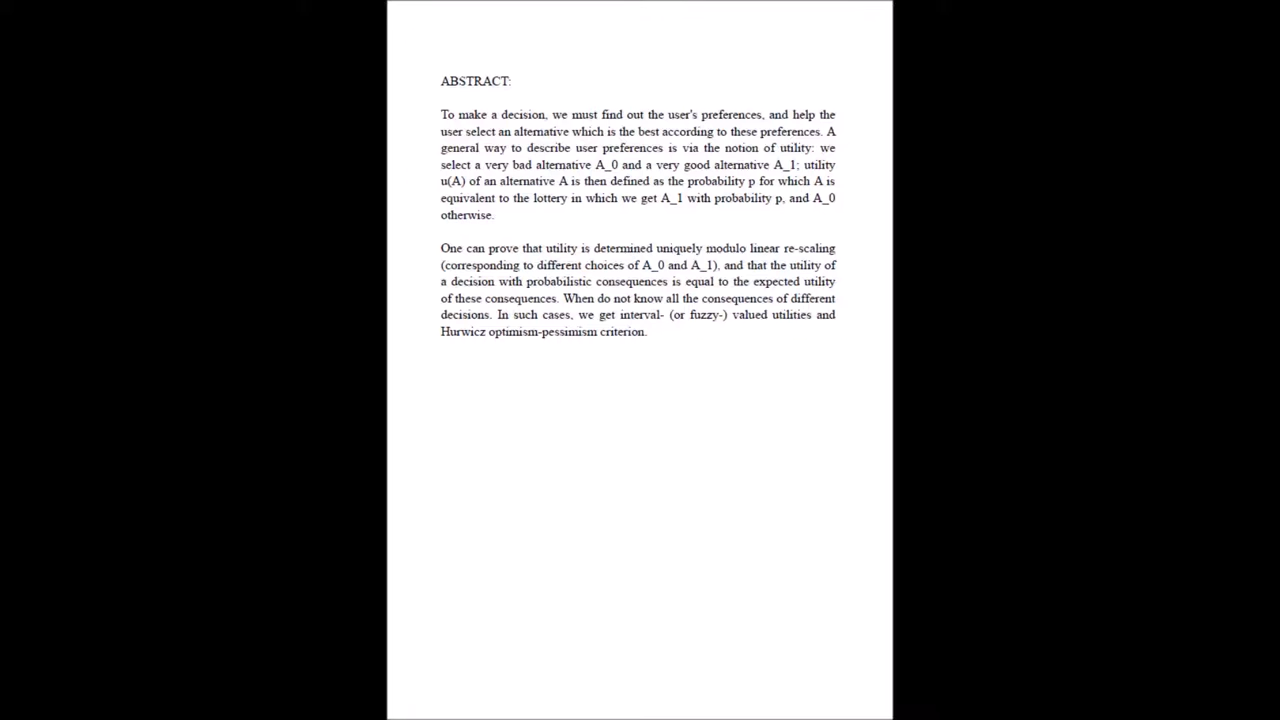 ABSTRACT:
To make a decision, we must find out the user's preferences, and help the
user select an alternative which is the best according to these preferences. A
general way to describe user preferences is via the notion of utility: we
select a very bad alternative A_0 and a very good alternative A_1; utility
u(A) of an alternative A is then defined as the probability p for which A is
equivalent to the lottery in which we get A_1 with probability p, and A_0
otherwise.
One can prove that utility is determined uniquely modulo linear re-scaling
(corresponding to different choices of A_0 and A_1), and that the utility of
a decision with probabilistic consequences is equal to the expected utility
of these consequences. When do not know all the consequences of different
decisions. In such cases, we get interval- (or fuzzy-) valued utilities and
Hurwicz optimism-pessimism criterion.